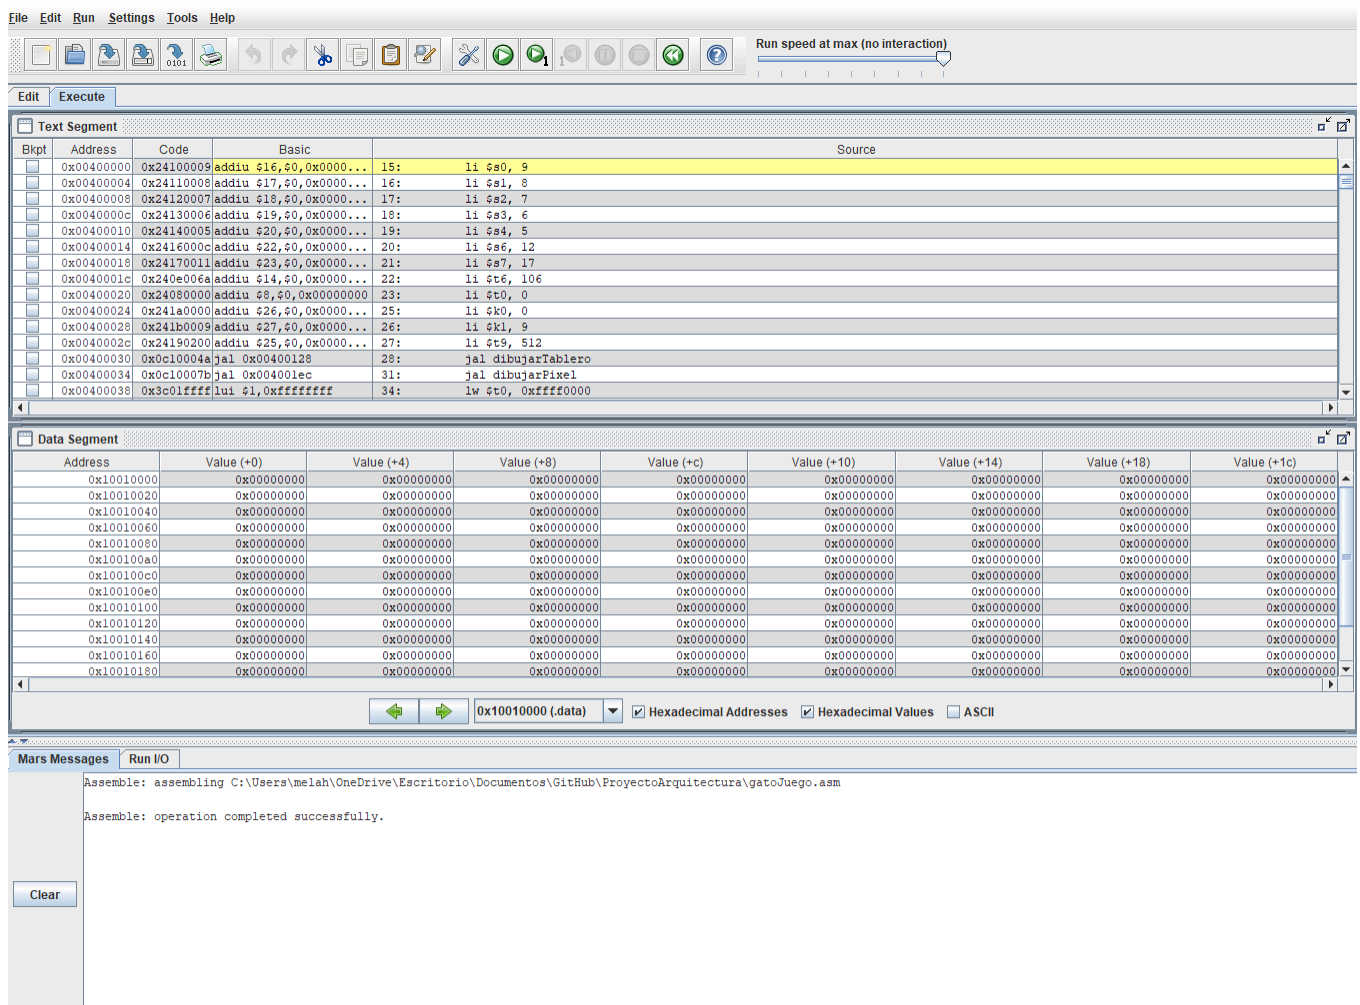 File Edit Run Settings Tools Help
Run speed at max (no interaction)
0101
1
1
Edit Execute
Text Segment
Bkpt Address Code Basic Source
0x00400000 0x24100009 addiu $16,$0,0x0000... 15: li $s0, 9
0x00400004 0x24110008 addiu $17,$0,0x0000... 16: li $s1, 8
0x00400008 0x24120007 addiu $18,$0,0x0000... 17: li $s2, 7
0x0040000c 0x24130006 addiu $19,$0,0x0000... 18: li $s3, 6
0x00400010 0x24140005 addiu $20,$0,0x0000... 19: li $s4, 5
0x00400014 0x2416000c addiu $22,$0,0x0000... 20: li $s6, 12
0x00400018 0x24170011 addiu $23,$0,0x0000... 21: li $s7, 17
0x0040001c 0x240e006a addiu $14,$0,0x0000... 22: li $t6, 106
0x00400020 0x24080000 addiu $8,$0,0x00000000 23: li $t0, 0
0x00400024 0x241a0000 addiu $26,$0,0x0000... 25: li $k0, 0
0x00400028 0x241b0009 addiu $27,$0,0x0000... 26: li $k1, 9
0x0040002c 0x24190200 addiu $25,$0,0x0000... 27: li $t9, 512
0x00400030 0x0c10004a jal 0x00400128 28: jal dibujarTablero
0x00400034 0x0c10007b jal 0x004001ec 31: jal dibujarPixel
0x00400038 0x3c01ffff lui $1,0xffffffff 34: lw $t0, 0xffff0000
Data Segment
Address Value (+0) Value (+4) Value (+8) Value (+c) Value (+10) Value (+14) Value (+18) Value (+1c)
0x10010000 0x00000000 0x00000000 0x00000000 0x00000000 0x00000000 0x00000000 0x00000000 0x00000000
0x10010020 0x00000000 0x00000000 0x00000000 0x00000000 0x00000000 0x00000000 0x00000000 0x00000000
0x10010040 0x00000000 0x00000000 0x00000000 0x00000000 0x00000000 0x00000000 0x00000000 0x00000000
0x10010060 0x00000000 0x00000000 0x00000000 0x00000000 0x00000000 0x00000000 0x00000000 0x00000000
0x10010080 0x00000000 0x00000000 0x00000000 0x00000000 0x00000000 0x00000000 0x00000000 0x00000000
0x100100a0 0x00000000 0x00000000 0x00000000 0x00000000 0x00000000 0x00000000 0x00000000 0x00000000
0x100100c0 0x00000000 0x00000000 0x00000000 0x00000000 0x00000000 0x00000000 0x00000000 0x00000000
0x100100e0 0x00000000 0x00000000 0x00000000 0x00000000 0x00000000 0x00000000 0x00000000 0x00000000
0x10010100 0x00000000 0x00000000 0x00000000 0x00000000 0x00000000 0x00000000 0x00000000 0x00000000
0x10010120 0x00000000 0x00000000 0x00000000 0x00000000 0x00000000 0x00000000 0x00000000 0x00000000
0x10010140 0x00000000 0x00000000 0x00000000 0x00000000 0x00000000 0x00000000 0x00000000 0x00000000
0x10010160 0x00000000 0x00000000 0x00000000 0x00000000 0x00000000 0x00000000 0x00000000 0x00000000
0x10010180 0x00000000 0x00000000 0x00000000 0x00000000 0x00000000 0x00000000 0x00000000 0x00000000
0x10010000 (.data) Hexadecimal Addresses Hexadecimal Values ASCII
Mars Messages Run I/O
Assemble: assembling C:\Users\melah\OneDrive\Escritorio\Documentos\GitHub\ProyectoArquitectura\gatoJuego.asm
Assemble: operation completed successfully.
Clear